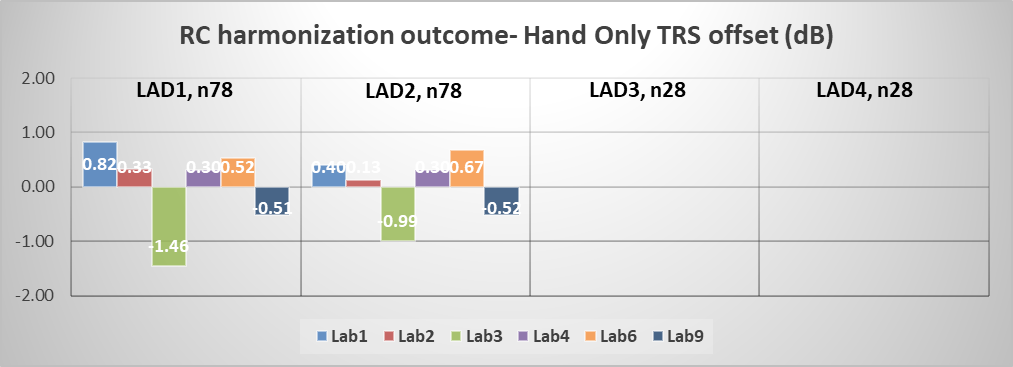 RC harmonization outcome- Hand Only TRS offset (dB)
2.00
LAD1, n78
LAD2, n78
LAD3, n28
LAD4, n28
1.00
0.82
0.33
0.30
0.52
0.40
0.13
0.30
0.67
0.00
-0.51
-0.99
-0.52
-1.00
-1.46
-2.00
Lab1
Lab2
Lab3
Lab4
Lab6
Lab9